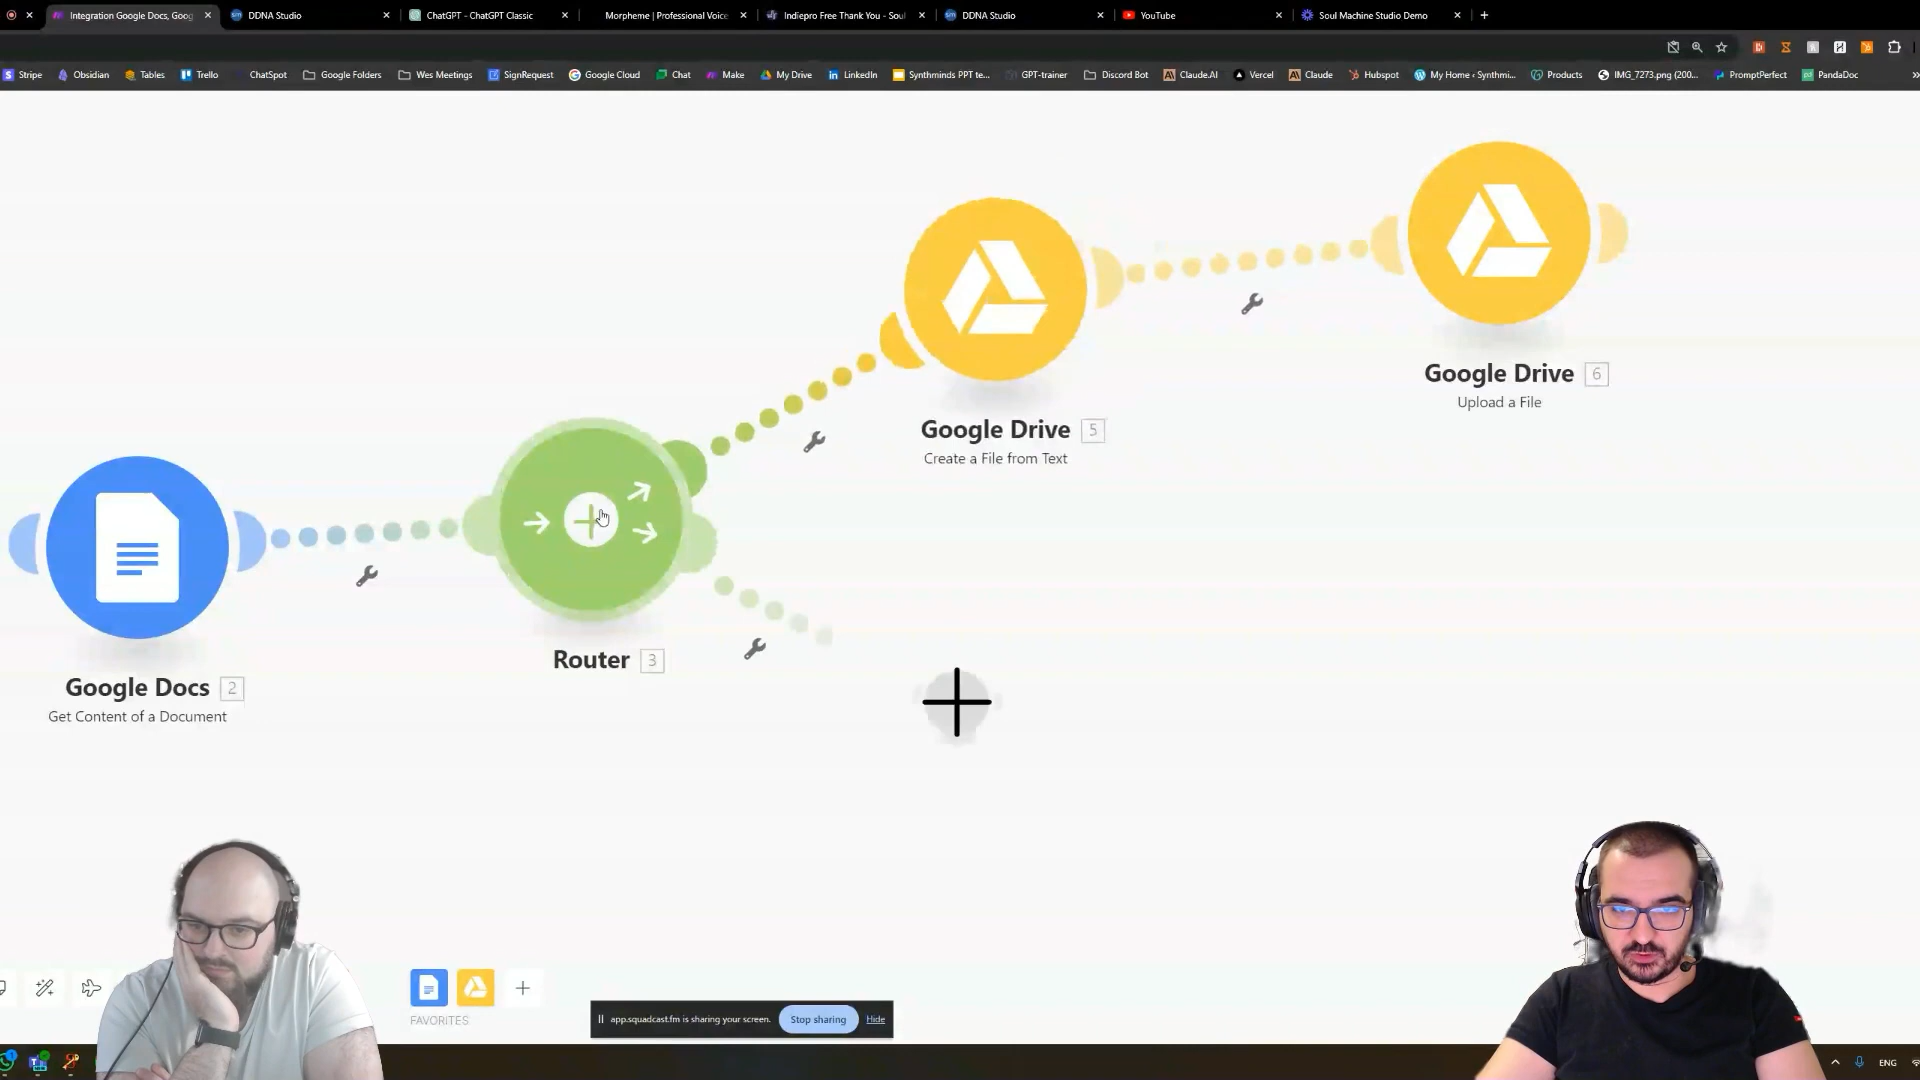 Integration Google Docs, Goog
DDNA Studio
ChatGPT - ChatGPT Classic
Morpheme | Professional Voice
Indiepro Free Thank You - Soul
DDNA Studio
YouTube
Soul Machine Studio Demo
Stripe
Obsidian
Tables
Trello
ChatSpot
Google Folders
Wes Meetings
SignRequest
Google Cloud
Chat
Make
My Drive
LinkedIn
Synthminds PPT te...
GPT-trainer
Discord Bot
Claude.AI
Vercel
Claude
Hubspot
My Home ‹ Synthmi...
Products
IMG_7273.png (200...
PromptPerfect
PandaDoc
Google Drive 6
Upload a File
Google Drive 5
Create a File from Text
Router 3
Google Docs 2
Get Content of a Document
FAVORITES
app.squadcast.fm is sharing your screen.
Stop sharing
Hide
ENG